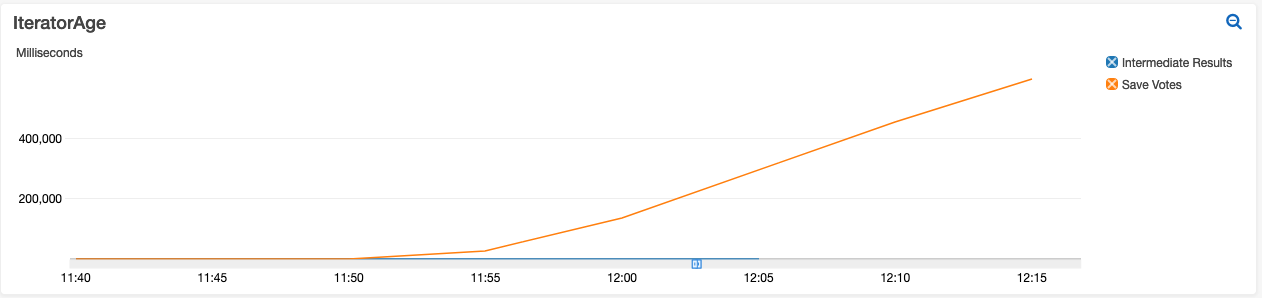 IteratorAge
Milliseconds
Intermediate Results
Save Votes
400,000
200,000
11:40 11:45 11:50 11:55 12:00 12:05 12:10 12:15